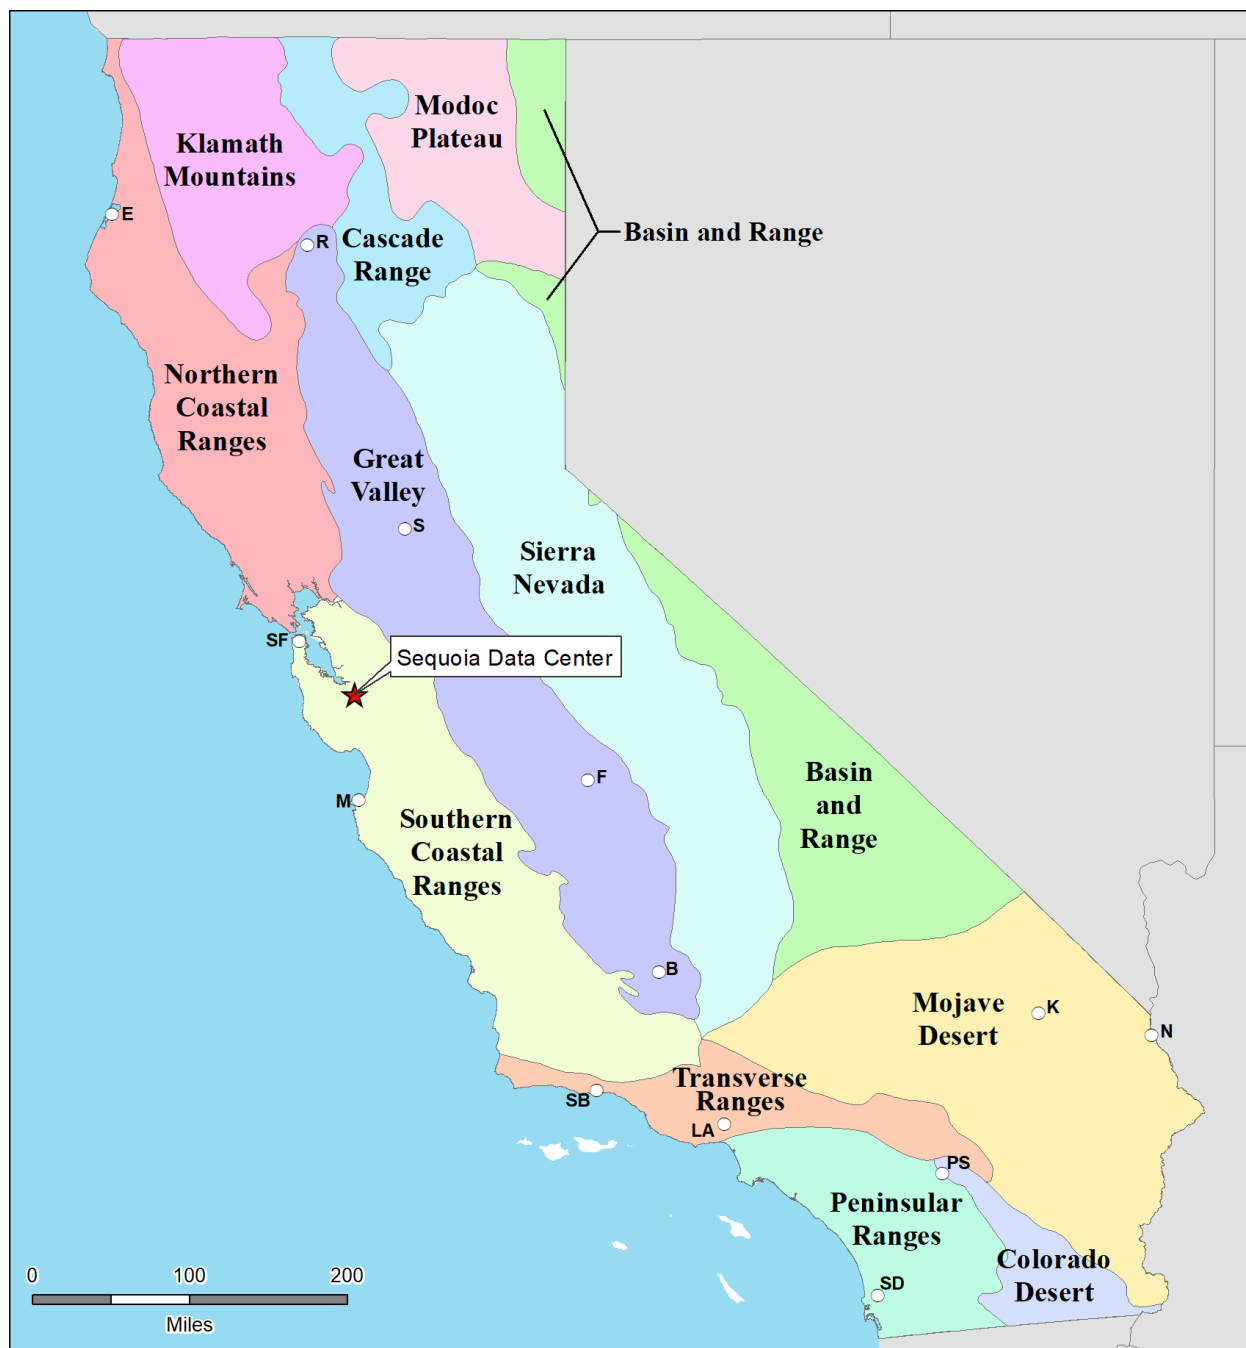 Modoc
Plateau
Klamath
Mountains
E
R
Basin and Range
Cascade
Range
Northern
Coastal
Ranges
Great
Valley
S
Sierra
Nevada
SF
Sequoia Data Center
F
M
Basin
and
Range
Southern
Coastal
Ranges
B
Mojave
Desert
K
N
Transverse
Ranges
SB
LA
PS
Peninsular
Ranges
Colorado
Desert
SD
0 100 200
Miles